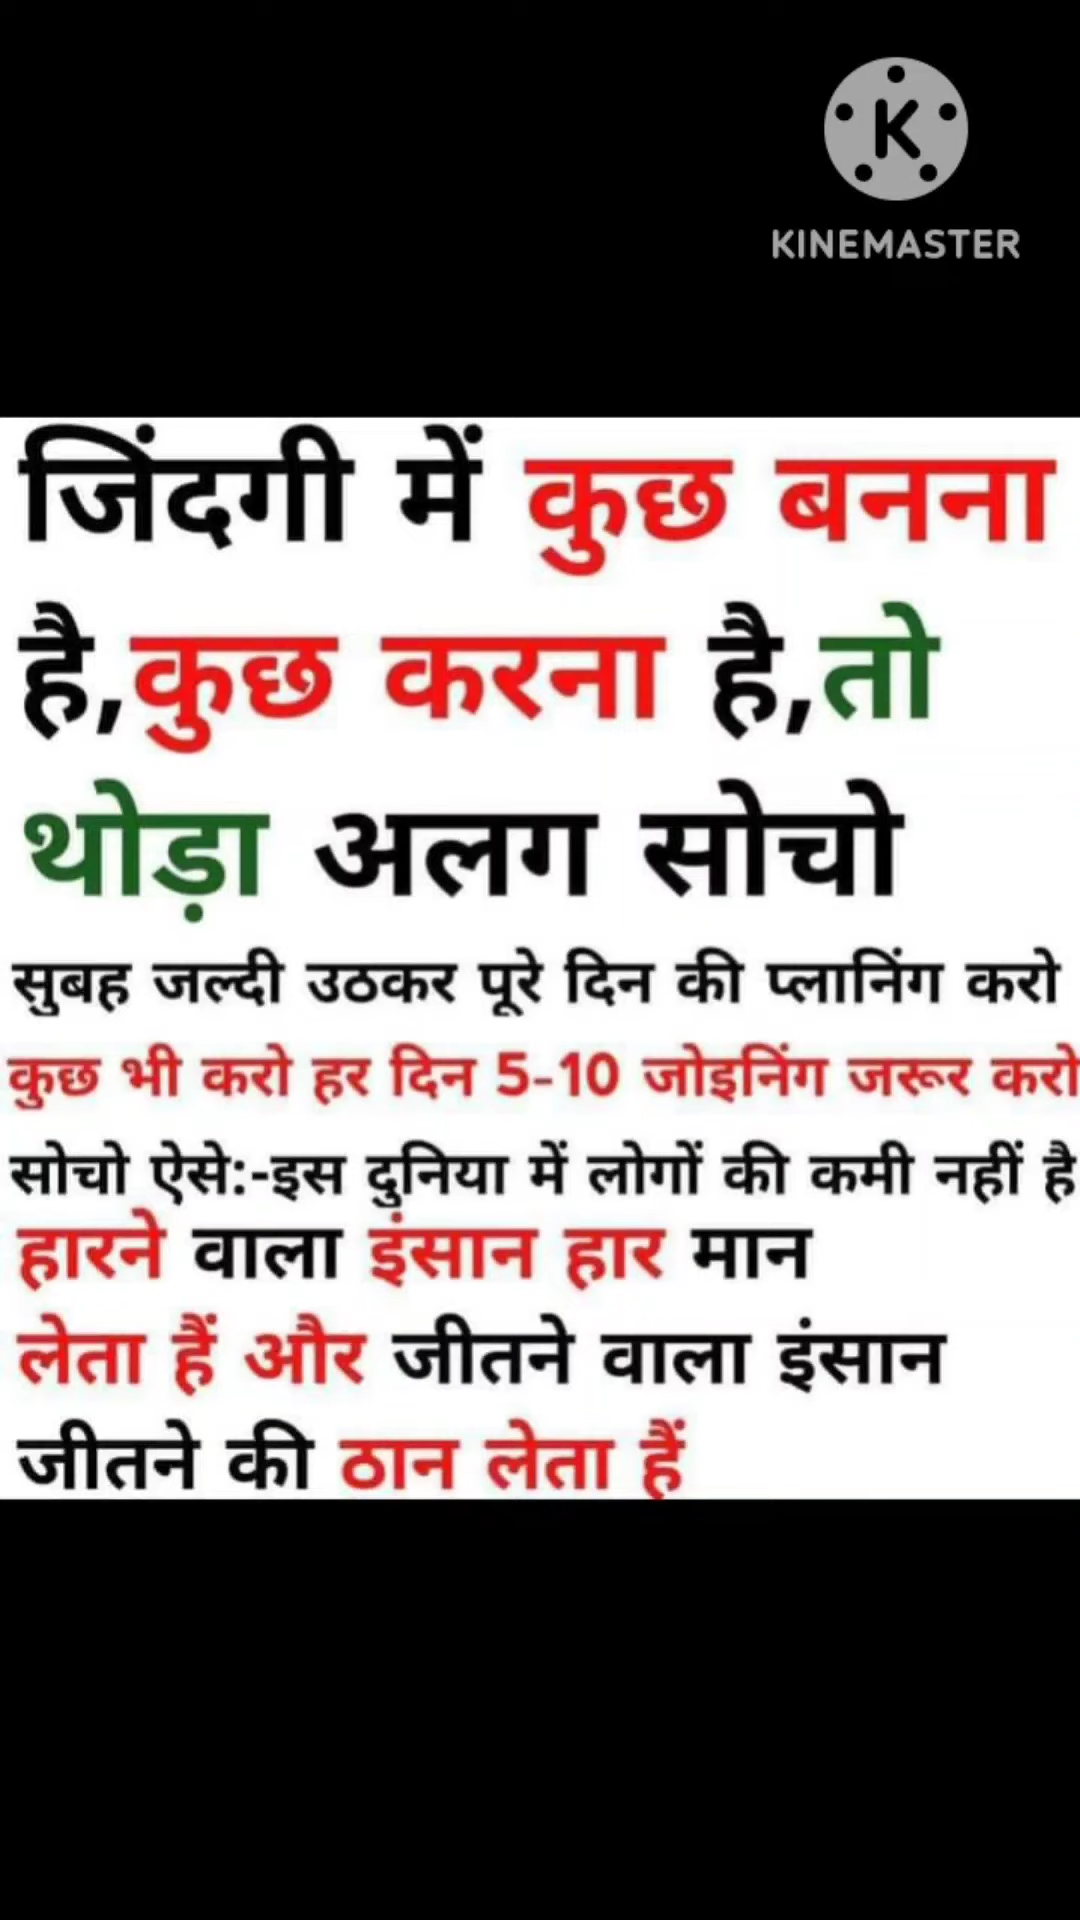 KINEMASTER
जिंदगी में कुछ बनना
है,कुछ करना है,तो
थोड़ा अलग सोचो
सुबह जल्दी उठकर पूरे दिन की प्लानिंग करो
कुछ भी करो हर दिन 5-10 जोइनिंग जरूर करो
सोचो ऐसे:-इस दुनिया में लोगों की कमी नहीं है
हारने वाला इंसान हार मान
लेता हैं और जीतने वाला इंसान
जीतने की ठान लेता हैं